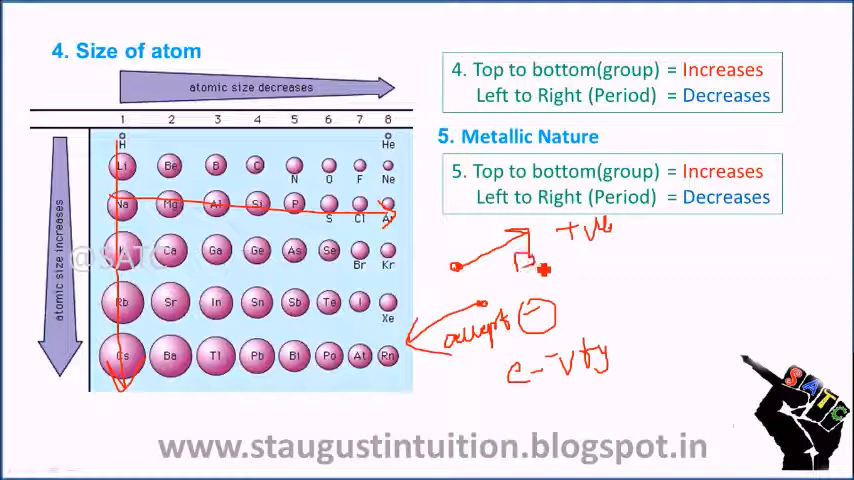 4. Size of atom
atomic size decreases
1 2 3 4 5 6 7 8
H He
Li Be B C N O F Ne
Na Mg Al Si P S Cl Ar
K Ca Ga Ge As Se Br Kr
Rb Sr In Sn Sb Te I Xe
Cs Ba Tl Pb Bi Po At Rn
atomic size increases
@SATC
4. Top to bottom(group) = Increases
Left to Right (Period) = Decreases
5. Metallic Nature
5. Top to bottom(group) = Increases
Left to Right (Period) = Decreases
+ve
accept -
e-vty
SATC
www.staugustintuition.blogspot.in